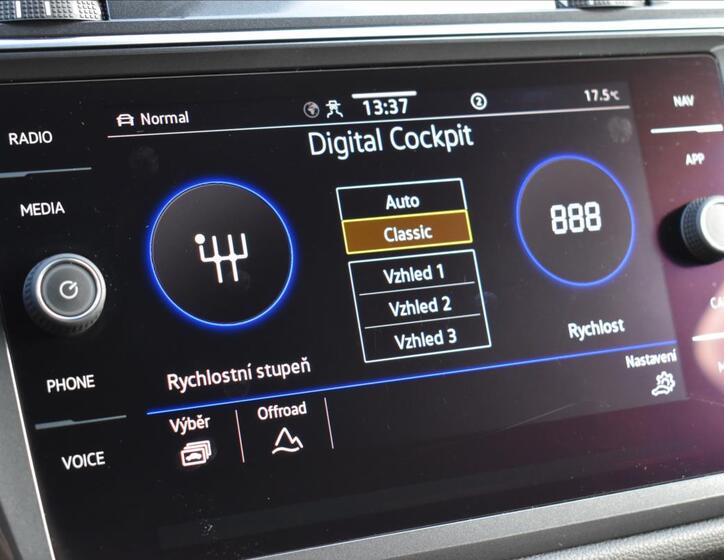 Normal
13:37
2
17.5°C
NAV
RADIO
Digital Cockpit
APP
MEDIA
Auto
Classic
888
Vzhled 1
Vzhled 2
Vzhled 3
Rychlost
Rychlostní stupeň
PHONE
Nastavení
Výběr
Offroad
VOICE